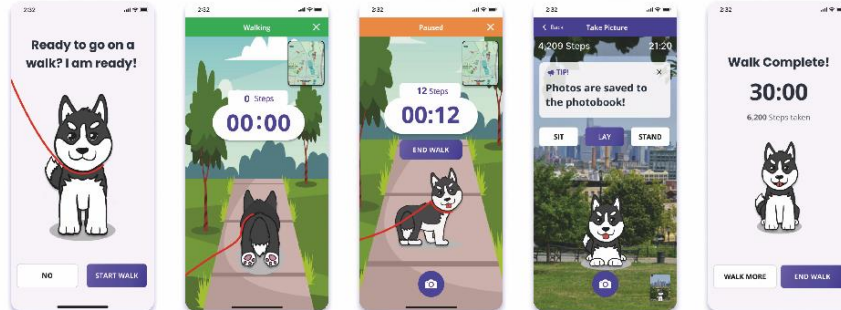 2:32
Ready to go on a
walk? I am ready!
NO
START WALK
2:32
Walking
0 Steps
00:00
2:32
Paused
12 Steps
00:12
END WALK
2:32
Back
Take Picture
4,209 Steps
21:20
TIP!
Photos are saved to
the photobook!
SIT
LAY
STAND
2:32
Walk Complete!
30:00
6,200 Steps taken
WALK MORE
END WALK